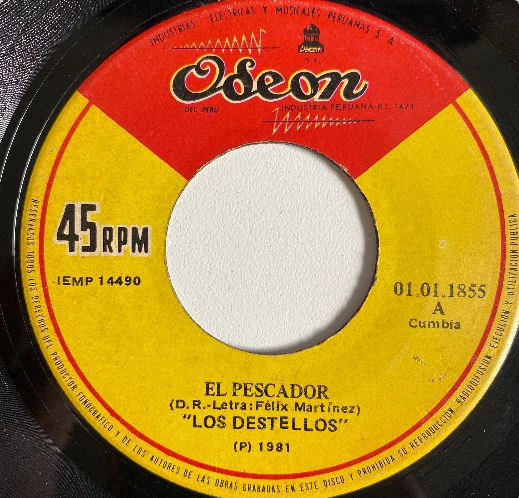 INDUSTRIAS ELECTRICAS Y MUSICALES PERUANAS S A
Odeon
Odeon
DEL PERU
INDUSTRIA PERUANA-R.I. 1423
45RPM
IEMP 14490
01.01.1855
A
Cumbia
EL PESCADOR
(D.R.-Letra: Félix Martínez)
"LOS DESTELLOS"
(P) 1981
RESERVADOS TODOS LOS DERECHOS DEL PRODUCTOR FONOGRAFICO Y DE LOS AUTORES DE LAS OBRAS GRABADAS EN ESTE DISCO Y PROHIBIDA SU REPRODUCCION, RADIODIFUSION, EJECUCION Y UTILIZACION PUBLICA